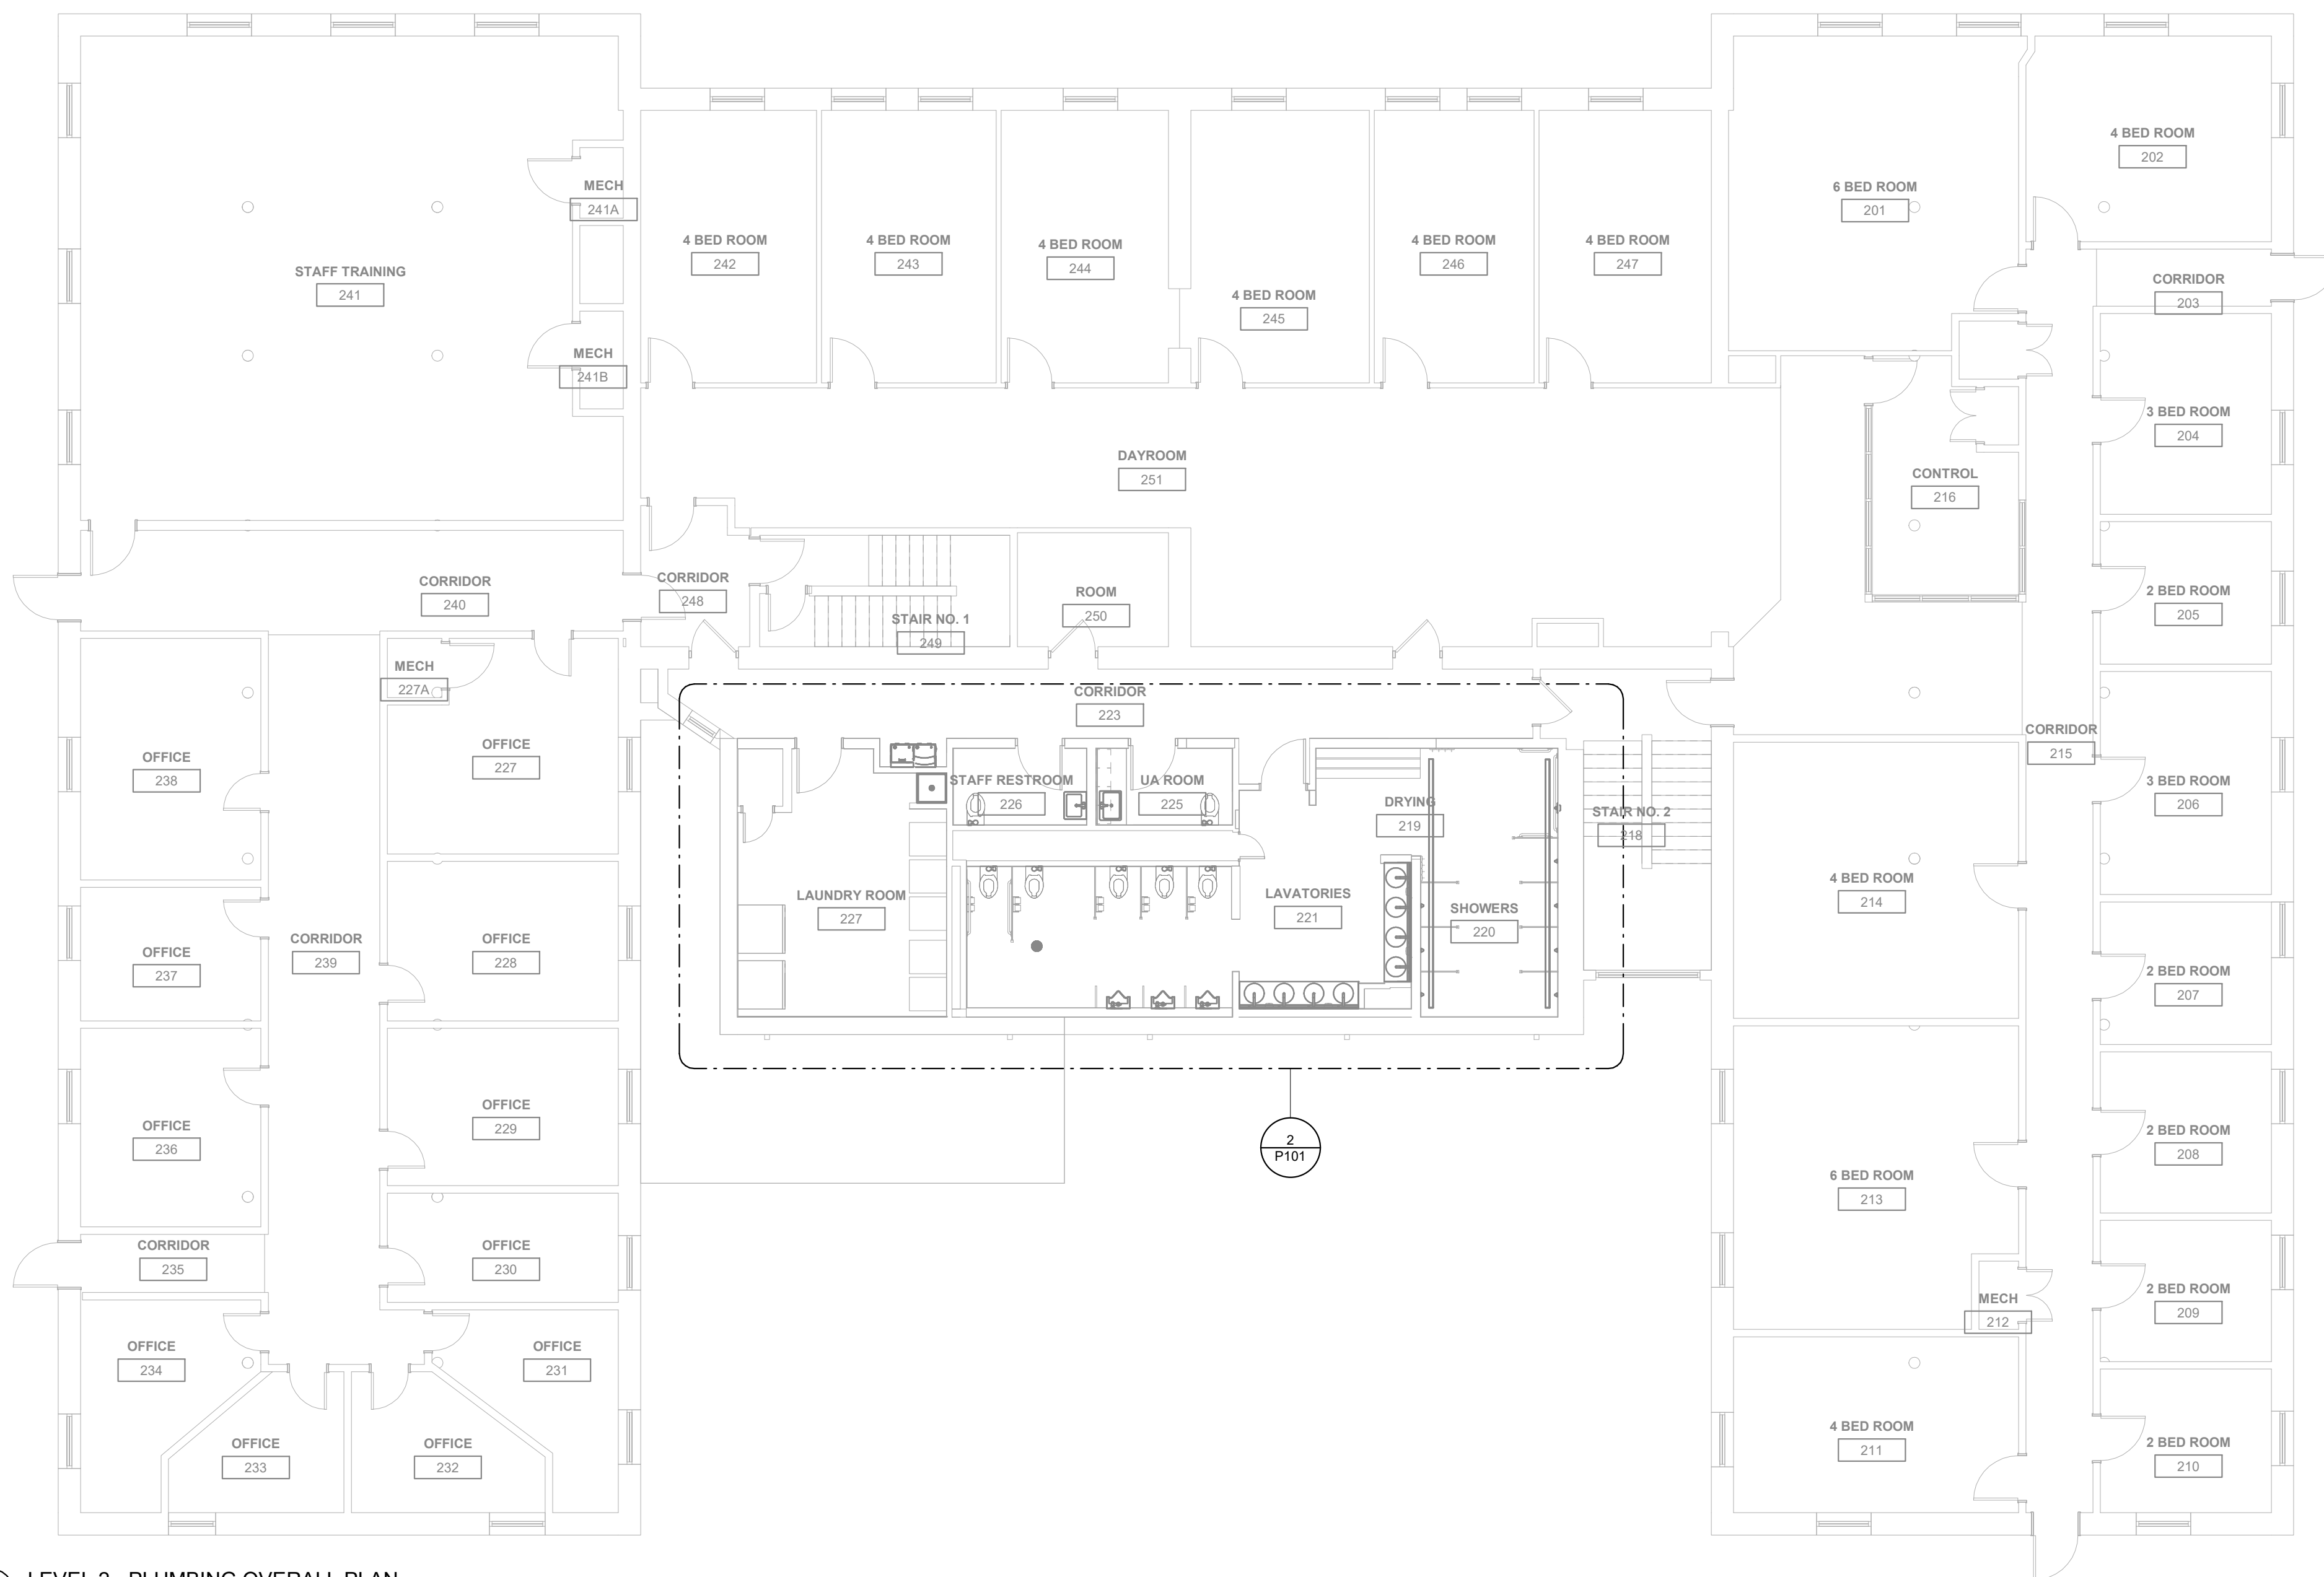 4 BED ROOM
202
6 BED ROOM
201
MECH
241A
4 BED ROOM
242
4 BED ROOM
243
4 BED ROOM
244
4 BED ROOM
246
4 BED ROOM
247
STAFF TRAINING
241
4 BED ROOM
245
CORRIDOR
203
MECH
241B
3 BED ROOM
204
DAYROOM
251
CONTROL
216
CORRIDOR
240
CORRIDOR
248
ROOM
250
2 BED ROOM
205
STAIR NO. 1
249
MECH
227A
CORRIDOR
223
OFFICE
238
OFFICE
227
CORRIDOR
215
STAFF RESTROOM
226
UA ROOM
225
3 BED ROOM
206
DRYING
219
STAIR NO. 2
218
LAUNDRY ROOM
227
LAVATORIES
221
SHOWERS
220
4 BED ROOM
214
OFFICE
237
CORRIDOR
239
OFFICE
228
2 BED ROOM
207
OFFICE
236
OFFICE
229
2
P101
2 BED ROOM
208
6 BED ROOM
213
CORRIDOR
235
OFFICE
230
2 BED ROOM
209
MECH
212
OFFICE
234
OFFICE
231
OFFICE
233
OFFICE
232
4 BED ROOM
211
2 BED ROOM
210